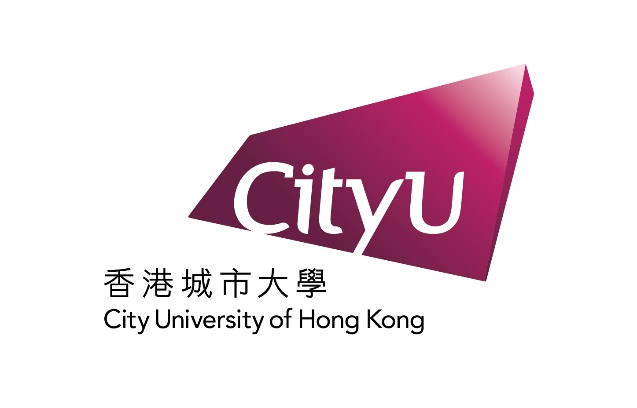 CityU
香港城市大學
City University of Hong Kong